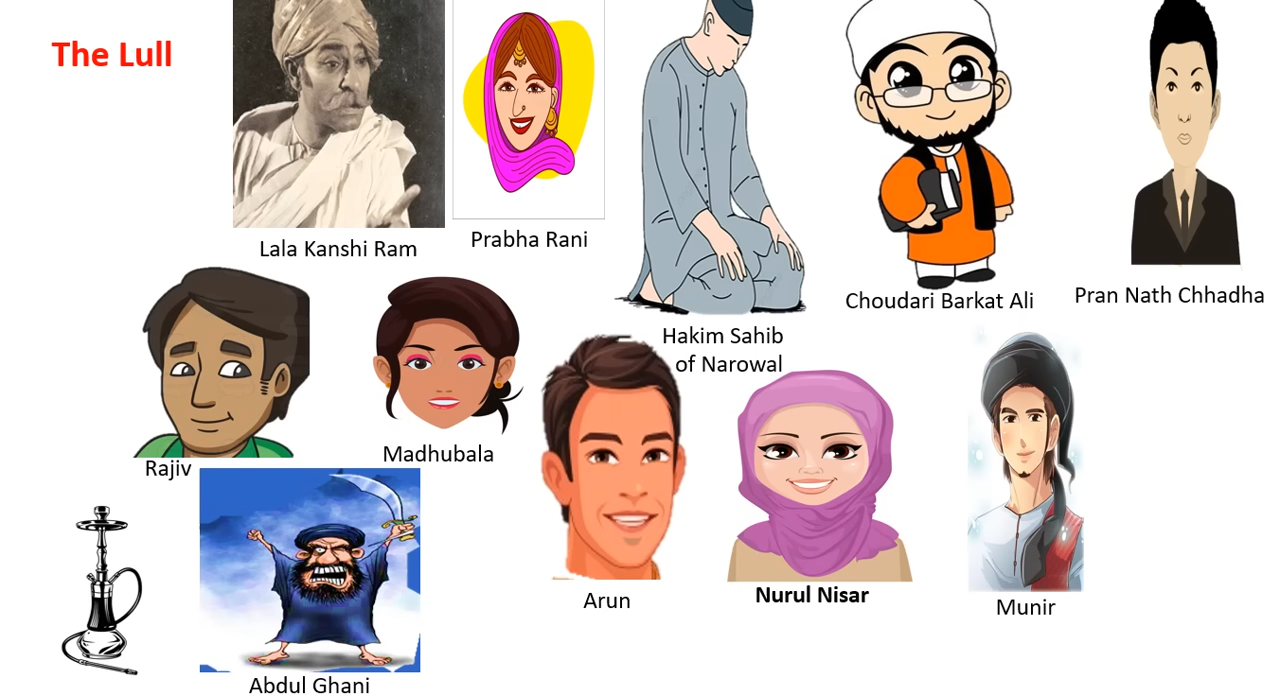 The Lull
Lala Kanshi Ram
Prabha Rani
Hakim Sahib
of Narowal
Choudari Barkat Ali
Pran Nath Chhadha
Rajiv
Madhubala
Arun
Nurul Nisar
Munir
Abdul Ghani